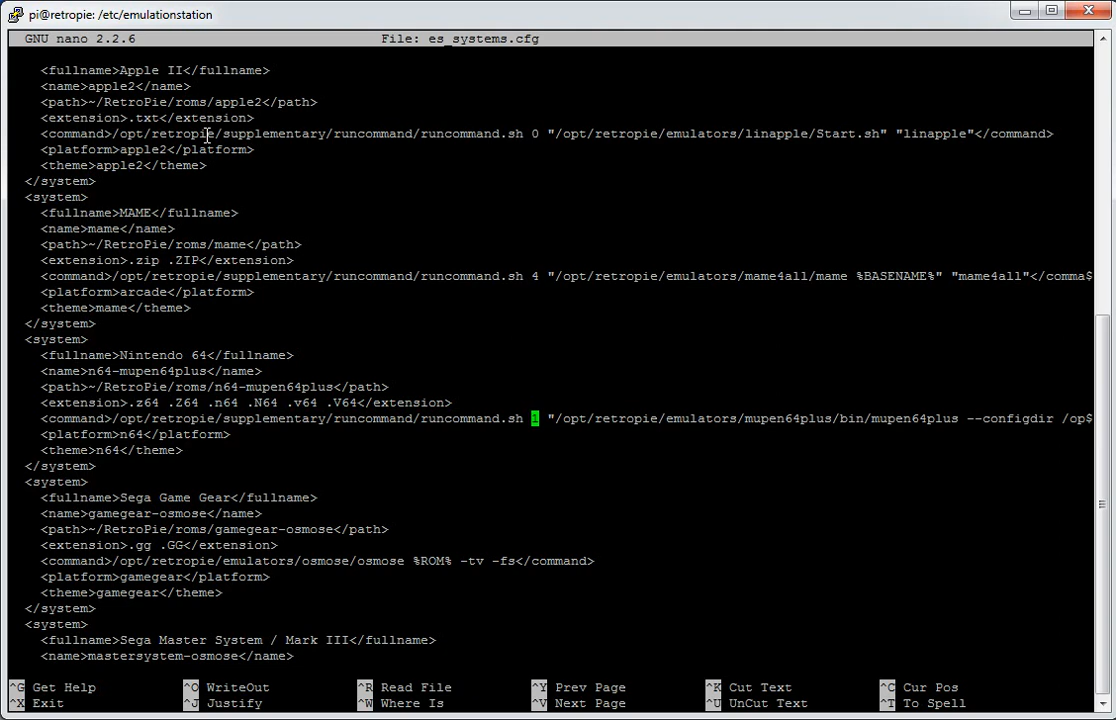 pi@retropie: /etc/emulationstation
GNU nano 2.2.6 File: es_systems.cfg
<fullname>Apple II</fullname>
<name>apple2</name>
<path>~/RetroPie/roms/apple2</path>
<extension>.txt</extension>
<command>/opt/retropie/supplementary/runcommand/runcommand.sh 0 "/opt/retropie/emulators/linapple/Start.sh" "linapple"</command>
<platform>apple2</platform>
<theme>apple2</theme>
</system>
<system>
<fullname>MAME</fullname>
<name>mame</name>
<path>~/RetroPie/roms/mame</path>
<extension>.zip .ZIP</extension>
<command>/opt/retropie/supplementary/runcommand/runcommand.sh 4 "/opt/retropie/emulators/mame4all/mame %BASENAME%" "mame4all"</comma$
<platform>arcade</platform>
<theme>mame</theme>
</system>
<system>
<fullname>Nintendo 64</fullname>
<name>n64-mupen64plus</name>
<path>~/RetroPie/roms/n64-mupen64plus</path>
<extension>.z64 .Z64 .n64 .N64 .v64 .V64</extension>
<command>/opt/retropie/supplementary/runcommand/runcommand.sh 1 "/opt/retropie/emulators/mupen64plus/bin/mupen64plus --configdir /op$
<platform>n64</platform>
<theme>n64</theme>
</system>
<system>
<fullname>Sega Game Gear</fullname>
<name>gamegear-osmose</name>
<path>~/RetroPie/roms/gamegear-osmose</path>
<extension>.gg .GG</extension>
<command>/opt/retropie/emulators/osmose/osmose %ROM% -tv -fs</command>
<platform>gamegear</platform>
<theme>gamegear</theme>
</system>
<system>
<fullname>Sega Master System / Mark III</fullname>
<name>mastersystem-osmose</name>
^G Get Help ^O WriteOut ^R Read File ^Y Prev Page ^K Cut Text ^C Cur Pos
^X Exit ^J Justify ^W Where Is ^V Next Page ^U UnCut Text ^T To Spell